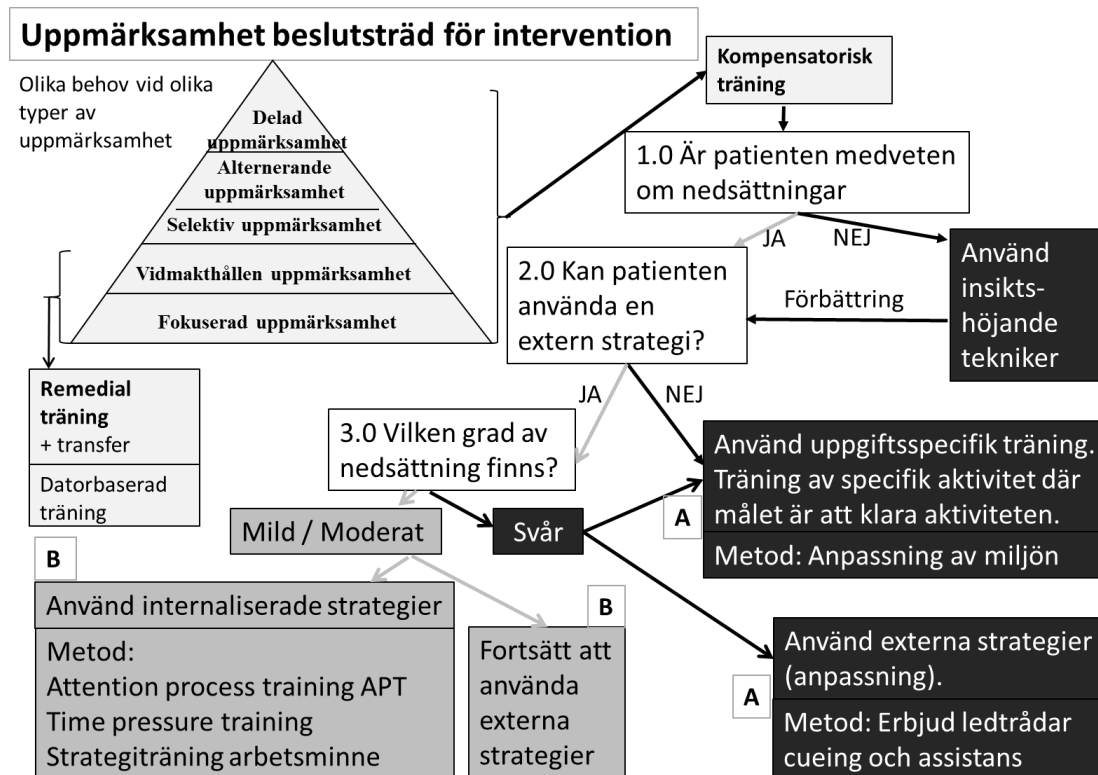 Uppmärksamhet beslutsträd för intervention
Olika behov vid olika
typer av
uppmärksamhet
Delad
uppmärksamhet
Alternerande
uppmärksamhet
Selektiv uppmärksamhet
Vidmakthållen uppmärksamhet
Fokuserad uppmärksamhet
Remedial
träning
+ transfer
Datorbaserad
träning
Kompensatorisk
träning
1.0 Är patienten medveten
om nedsättningar
JA
NEJ
Använd
insikts-
höjande
tekniker
Förbättring
2.0 Kan patienten
använda en
extern strategi?
JA
NEJ
3.0 Vilken grad av
nedsättning finns?
Använd uppgiftsspecifik träning.
Träning av specifik aktivitet där
målet är att klara aktiviteten.
Metod: Anpassning av miljön
A
Mild / Moderat
Svår
B
Använd internaliserade strategier
Metod:
Attention process training APT
Time pressure training
Strategiträning arbetsminne
B
Fortsätt att
använda
externa
strategier
A
Använd externa strategier
(anpassning).
Metod: Erbjud ledtrådar
cueing och assistans